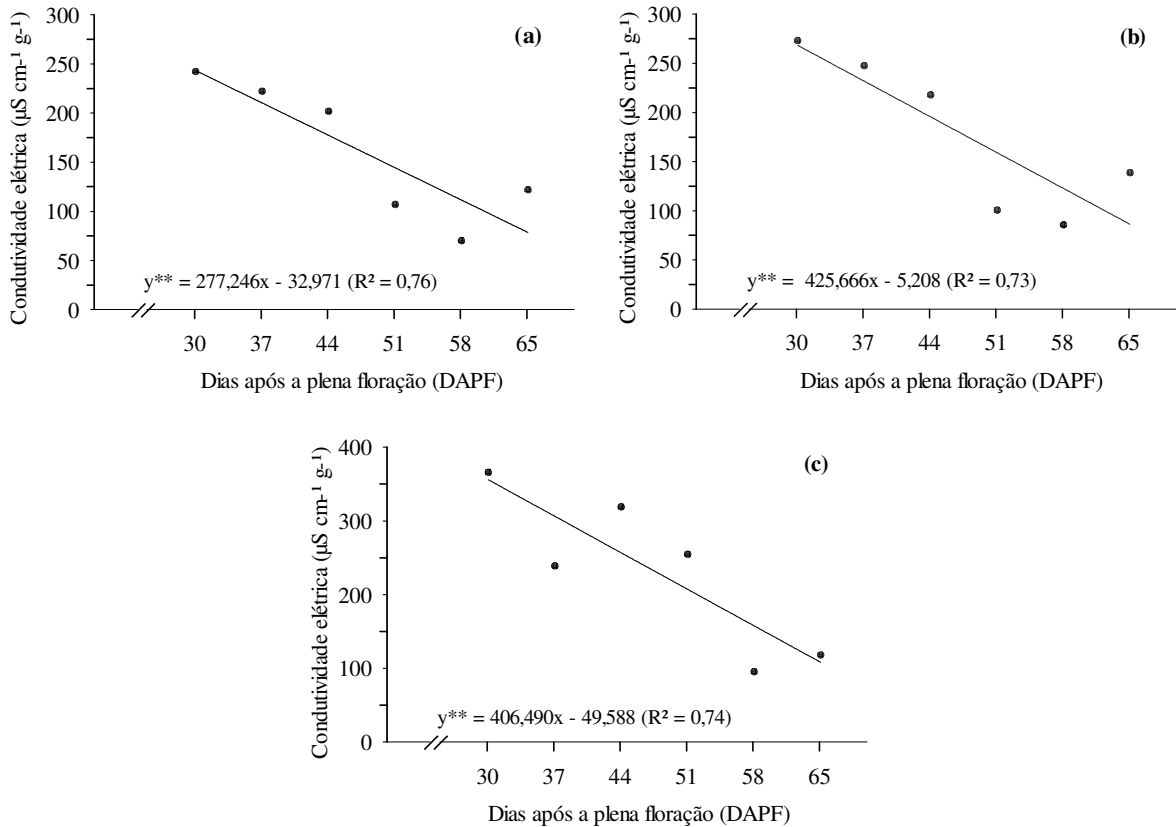 (a)
Condutividade elétrica (µS cm-¹ g-¹)
300
250
200
150
100
50
0
y** = 277,246x - 32,971 (R² = 0,76)
30 37 44 51 58 65
Dias após a plena floração (DAPF)
(b)
Condutividade elétrica (µS cm-¹ g-¹)
300
250
200
150
100
50
0
y** = 425,666x - 5,208 (R² = 0,73)
30 37 44 51 58 65
Dias após a plena floração (DAPF)
(c)
Condutividade elétrica (µS cm-¹ g-¹)
400
300
200
100
0
y** = 406,490x - 49,588 (R² = 0,74)
30 37 44 51 58 65
Dias após a plena floração (DAPF)